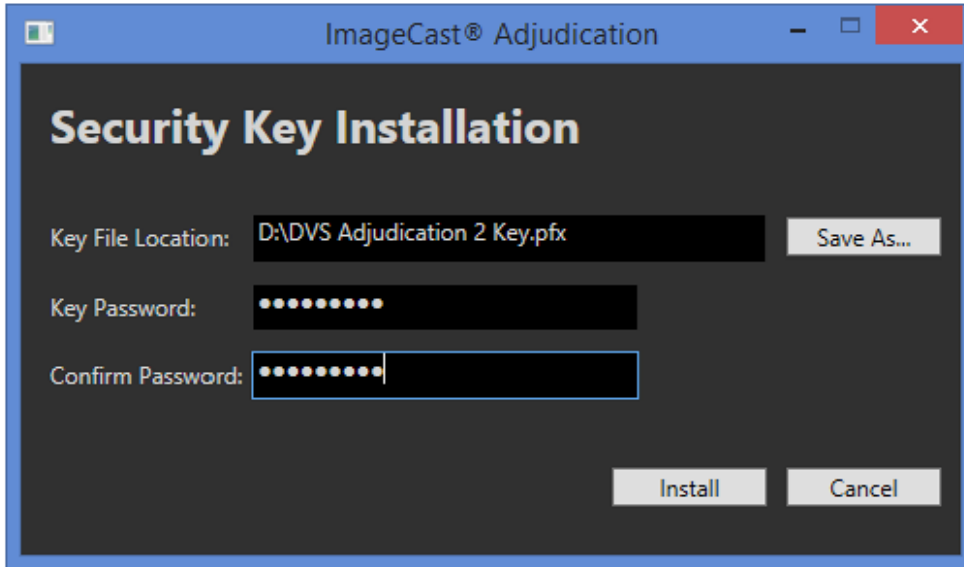 ImageCast® Adjudication
Security Key Installation
Key File Location: D:\DVS Adjudication 2 Key.pfx Save As...
Key Password: ●●●●●●●●●
Confirm Password: ●●●●●●●●●
Install Cancel